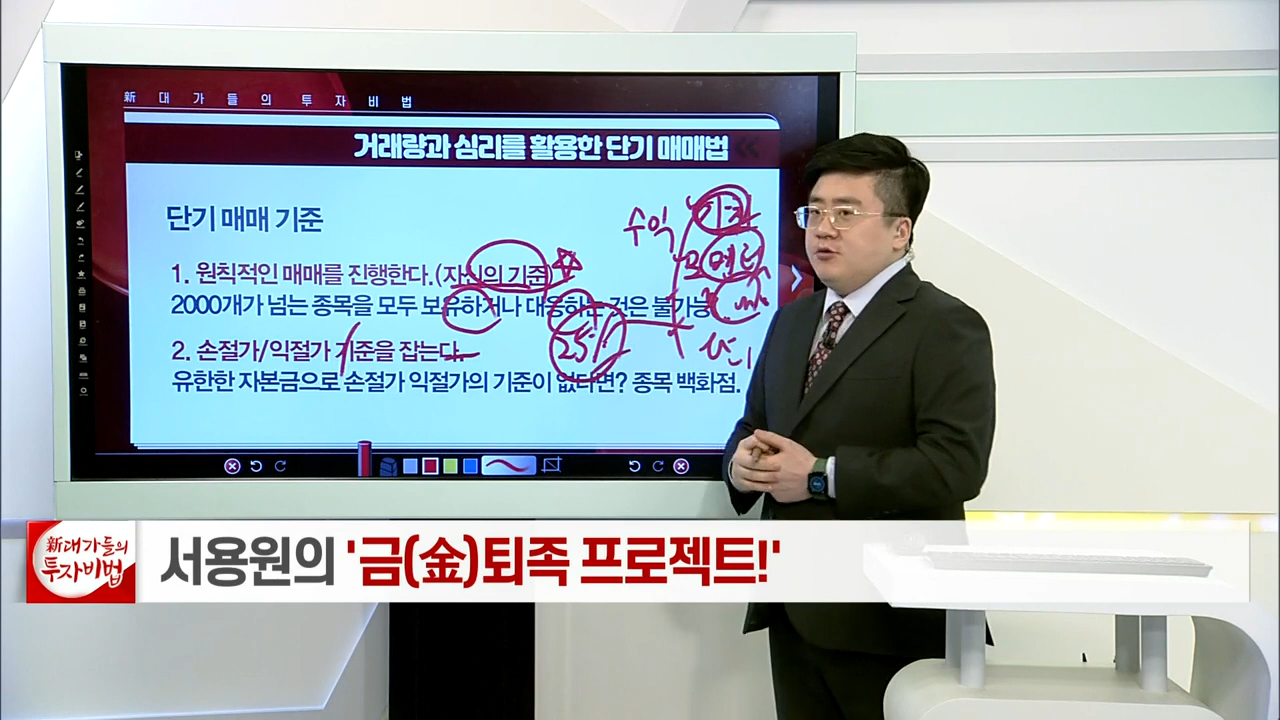 新 대 가 들 의 투 자 비 법
거래량과 심리를 활용한 단기 매매법
단기 매매 기준
수익
1. 원칙적인 매매를 진행한다.(자신의 기준)
2000개가 넘는 종목을 모두 보유하거나 대응하는 것은 불가능
25%
2. 손절가/익절가 기준을 잡는다.
유한한 자본금으로 손절가 익절가의 기준이 없다면? 종목 백화점.
新대가들의
투자비법
서용원의 '금(金)퇴족 프로젝트!'